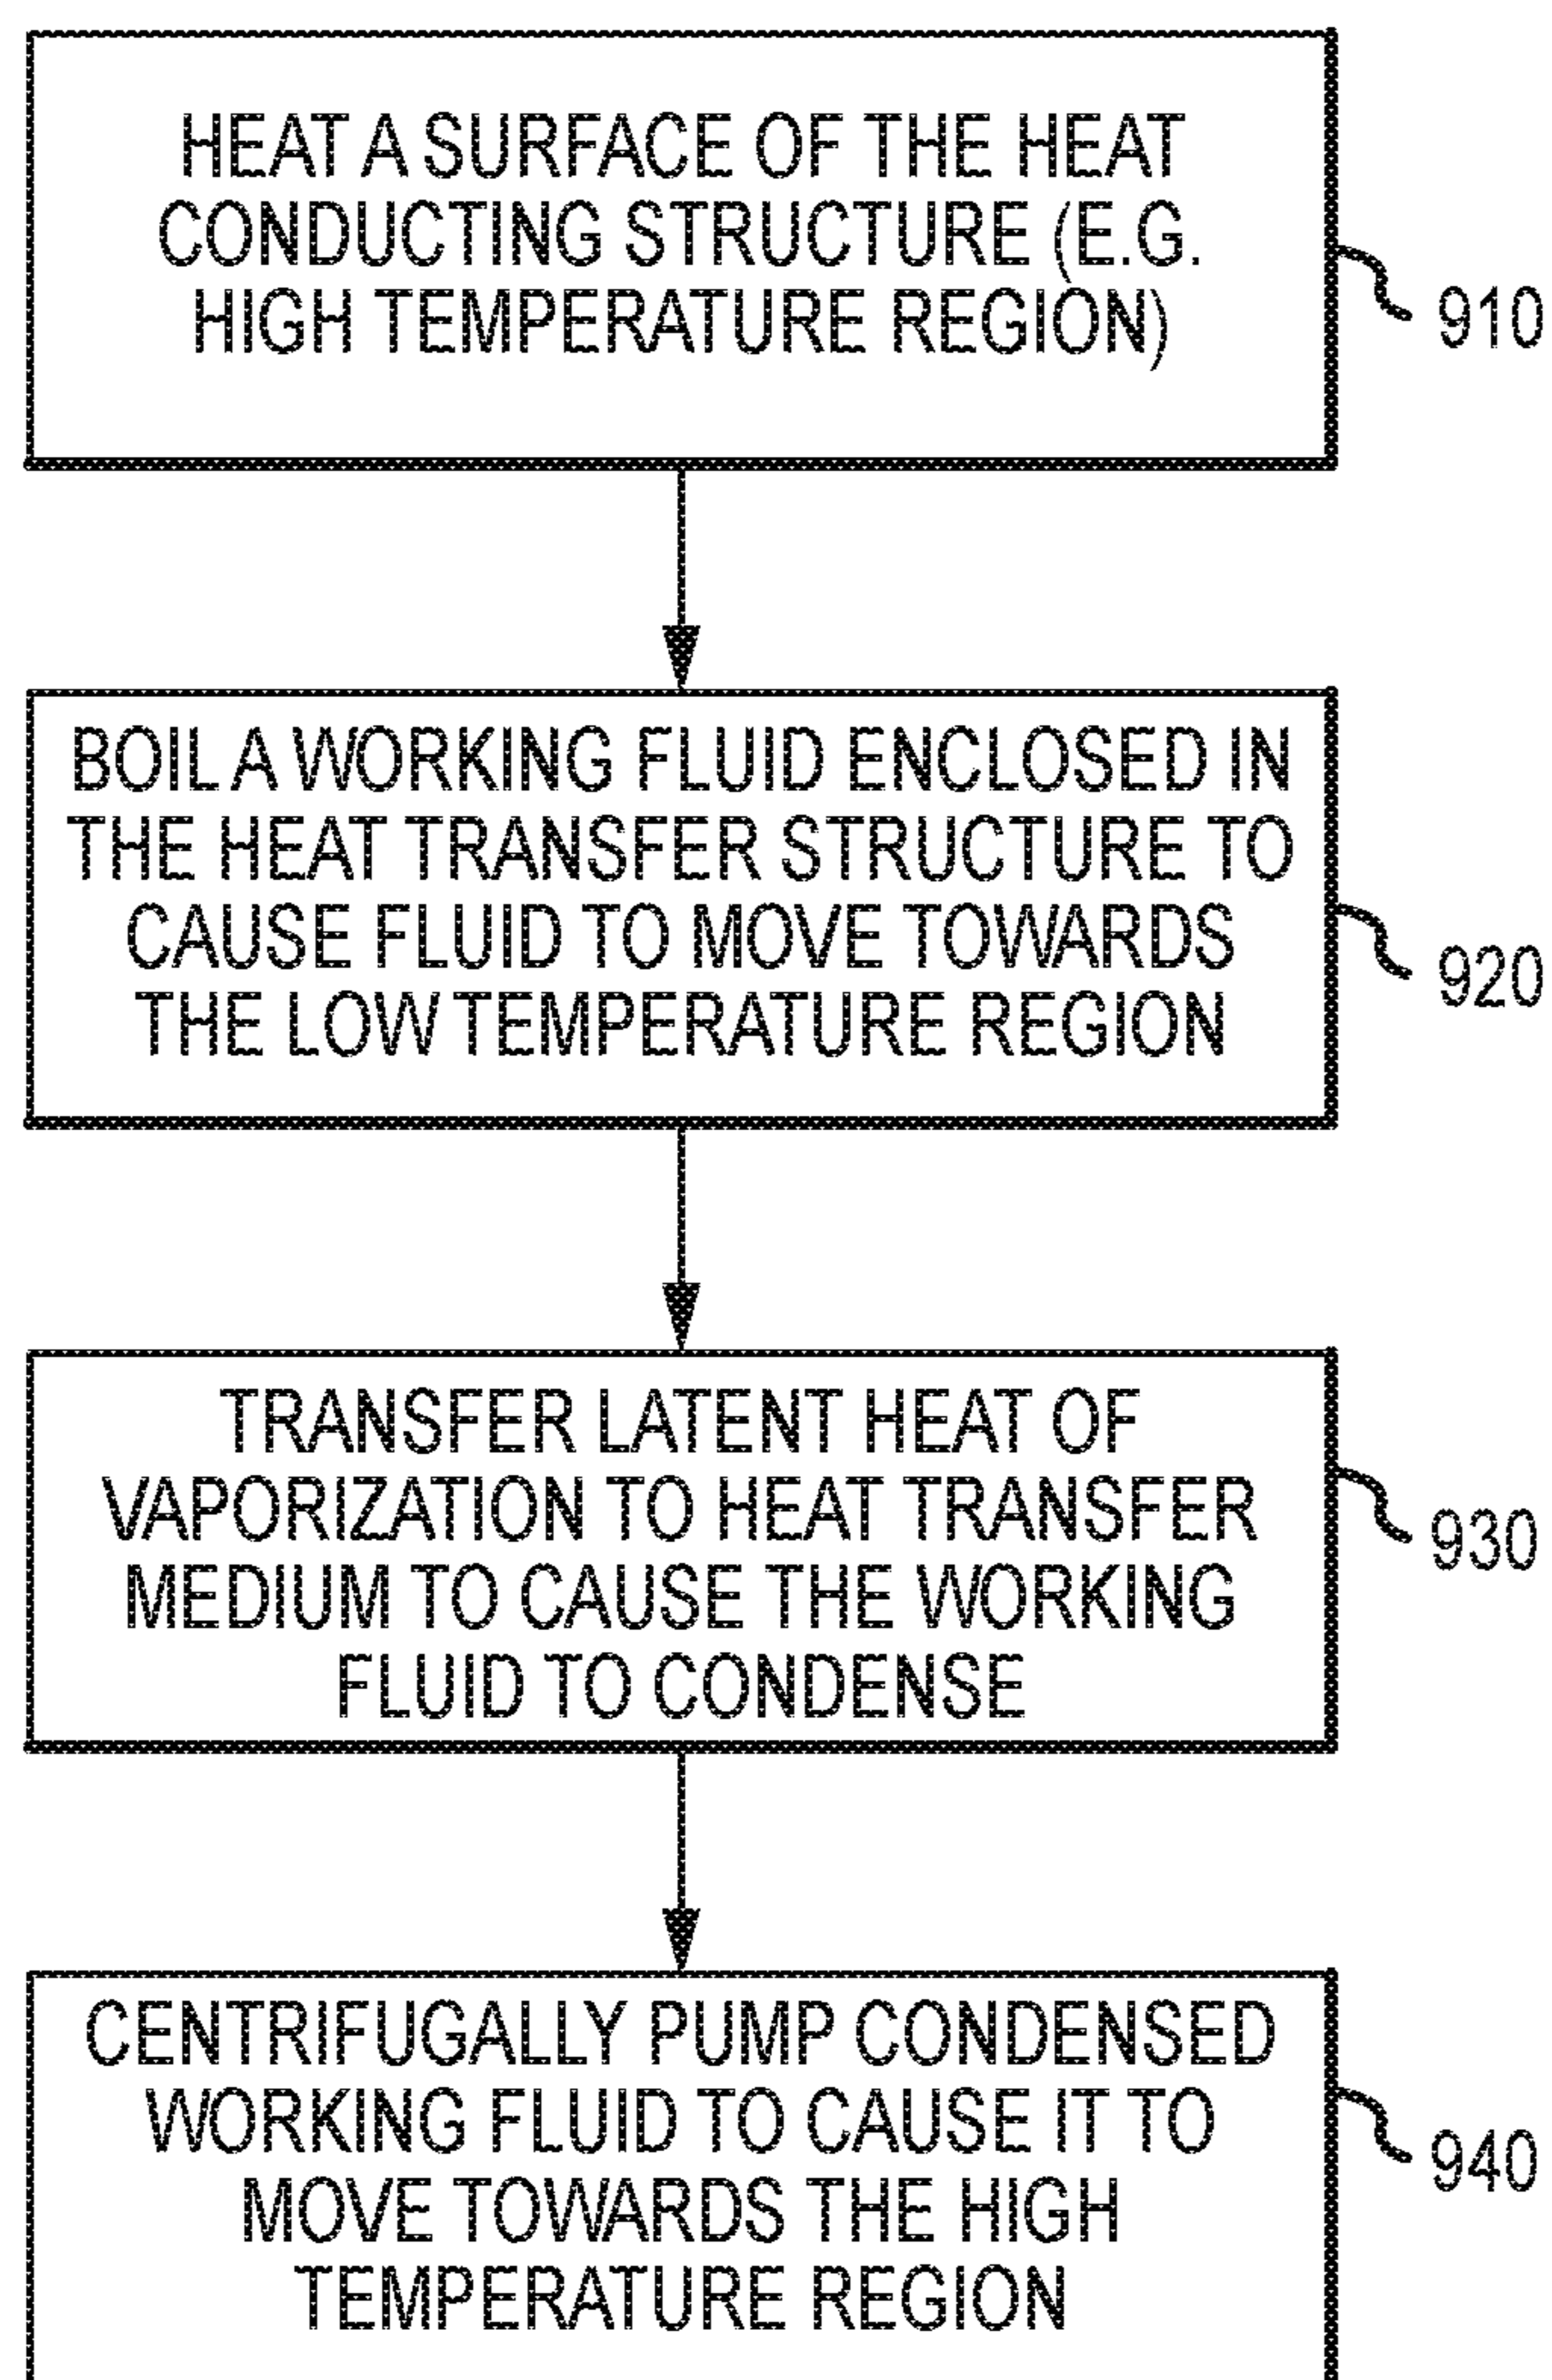 HEAT A SURFACE OF THE HEAT
CONDUCTING STRUCTURE (E.G.
HIGH TEMPERATURE REGION)
910
BOIL A WORKING FLUID ENCLOSED IN
THE HEAT TRANSFER STRUCTURE TO
CAUSE FLUID TO MOVE TOWARDS
THE LOW TEMPERATURE REGION
920
TRANSFER LATENT HEAT OF
VAPORIZATION TO HEAT TRANSFER
MEDIUM TO CAUSE THE WORKING
FLUID TO CONDENSE
930
CENTRIFUGALLY PUMP CONDENSED
WORKING FLUID TO CAUSE IT TO
MOVE TOWARDS THE HIGH
TEMPERATURE REGION
940